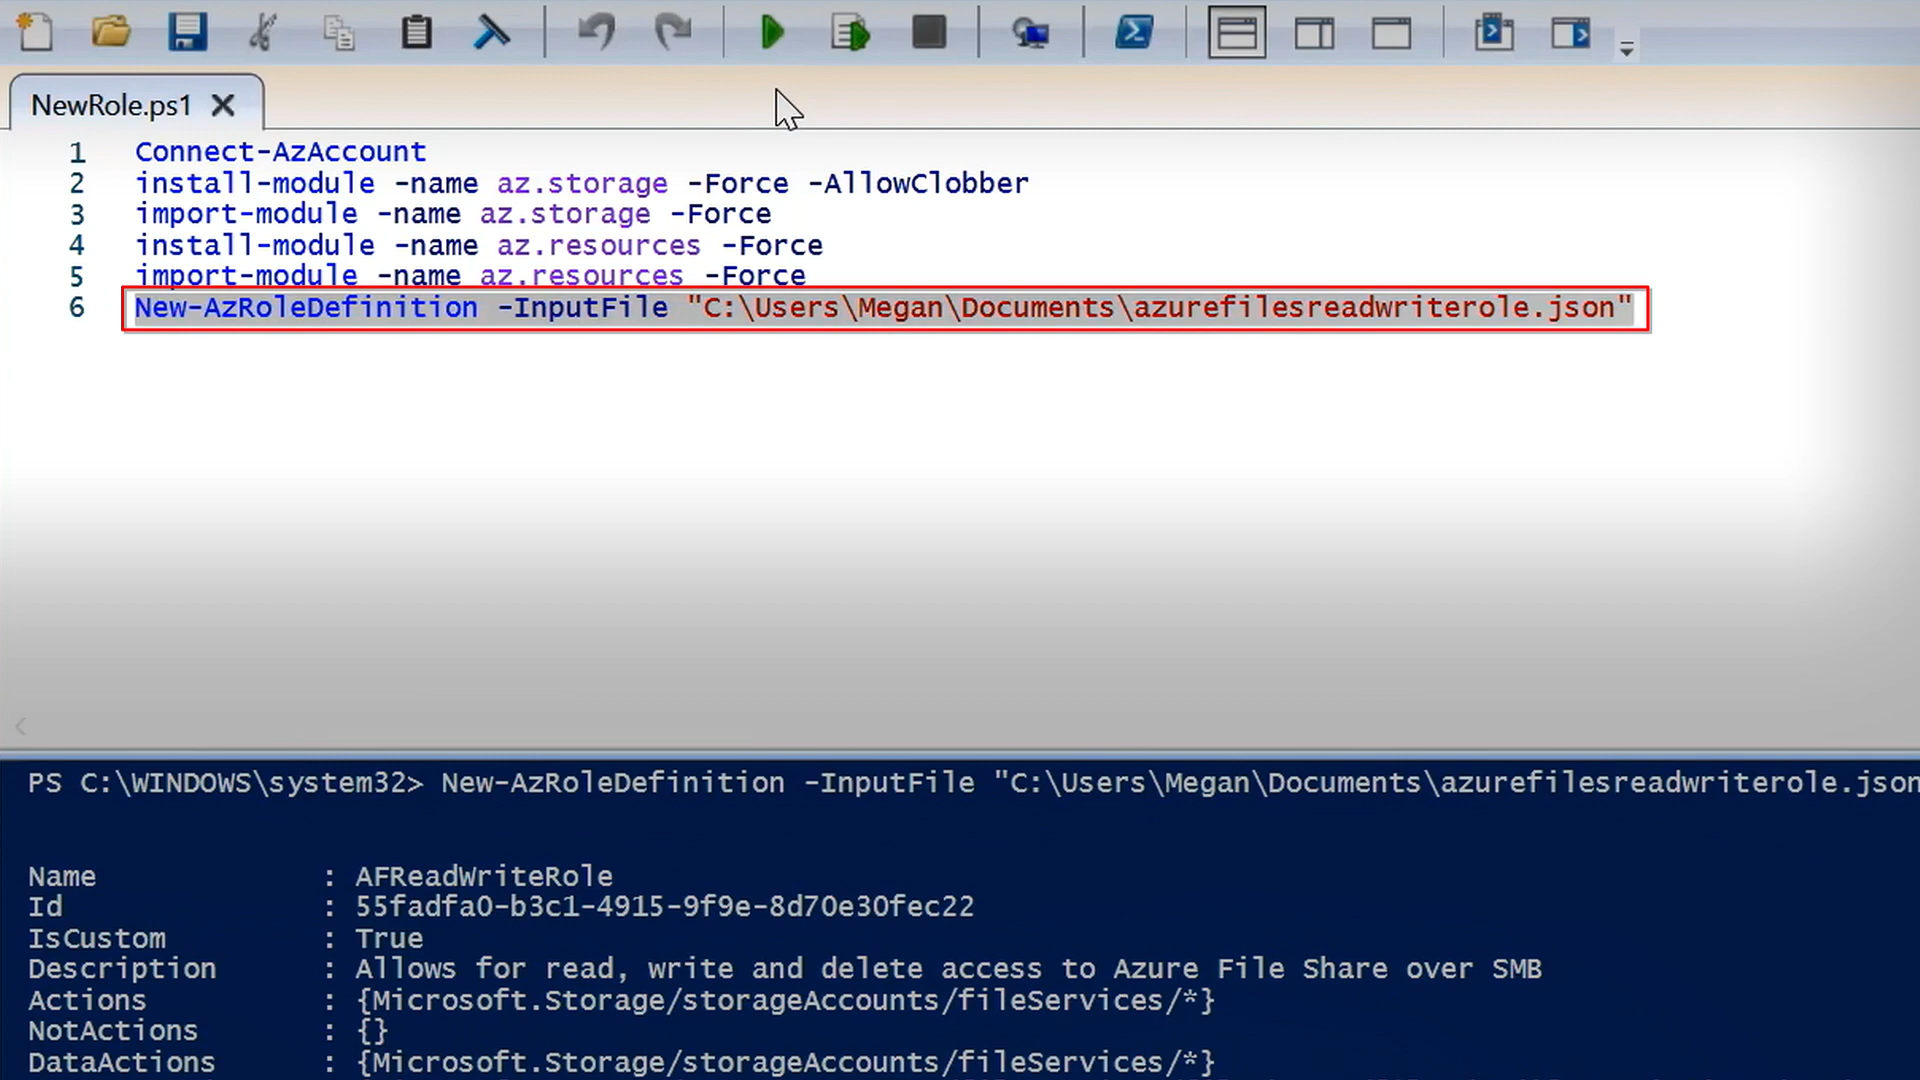 NewRole.ps1
1 Connect-AzAccount
2 install-module -name az.storage -Force -AllowClobber
3 import-module -name az.storage -Force
4 install-module -name az.resources -Force
5 import-module -name az.resources -Force
6 New-AzRoleDefinition -InputFile "C:\Users\Megan\Documents\azurefilesreadwriterole.json"
PS C:\WINDOWS\system32> New-AzRoleDefinition -InputFile "C:\Users\Megan\Documents\azurefilesreadwriterole.json
Name : AFReadWriteRole
Id : 55fadfa0-b3c1-4915-9f9e-8d70e30fec22
IsCustom : True
Description : Allows for read, write and delete access to Azure File Share over SMB
Actions : {Microsoft.Storage/storageAccounts/fileServices/*}
NotActions : {}
DataActions : {Microsoft.Storage/storageAccounts/fileServices/*}